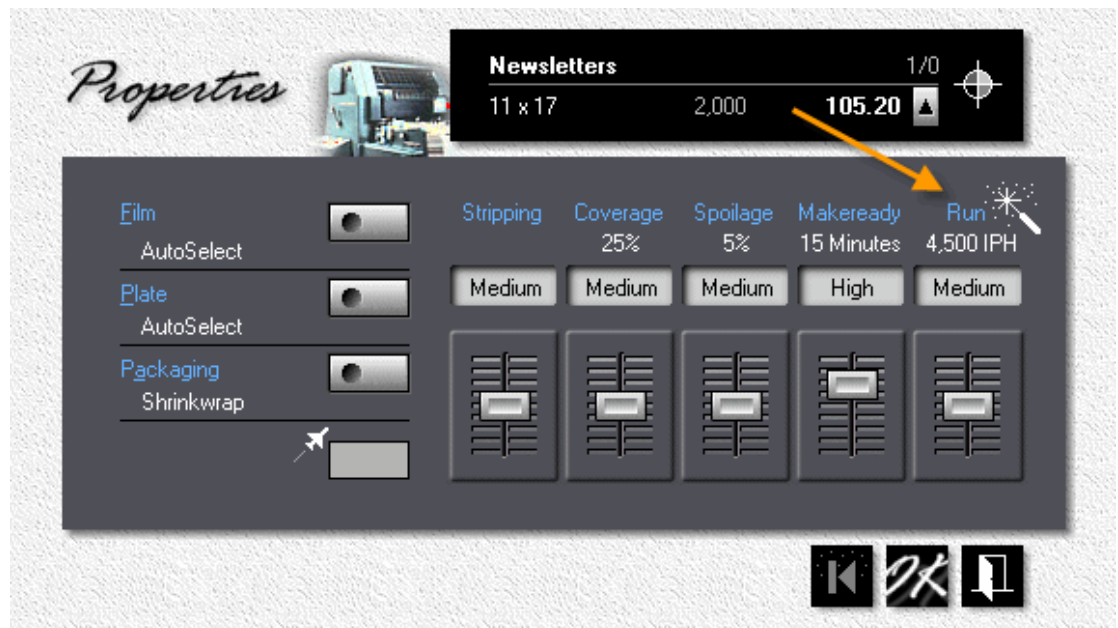 Properties
Newsletters 1/0
11 x 17 2,000 105.20
Film
AutoSelect
Plate
AutoSelect
Packaging
Shrinkwrap
Stripping Coverage Spoilage Makeready Run
25% 5% 15 Minutes 4,500 IPH
Medium Medium Medium High Medium
OK